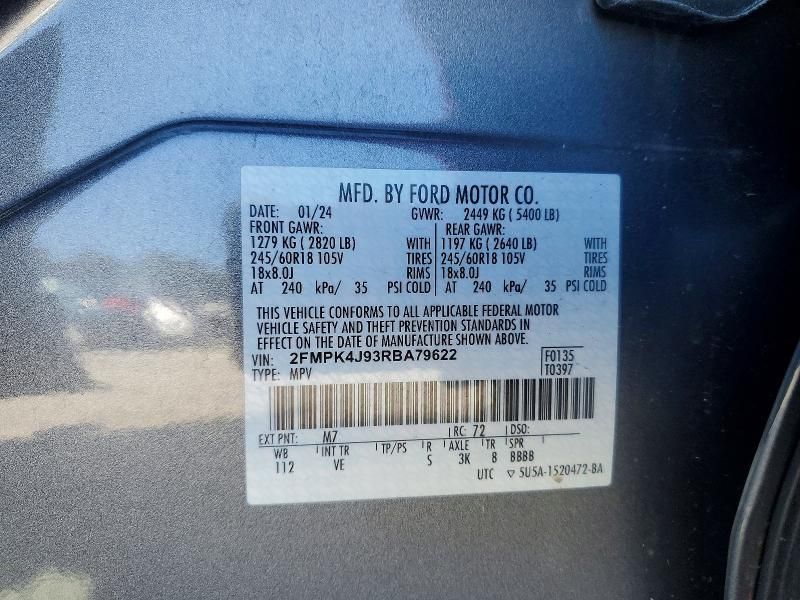 MFD. BY FORD MOTOR CO.
DATE: 01/24 GVWR: 2449 KG ( 5400 LB)
FRONT GAWR: REAR GAWR:
1279 KG ( 2820 LB) WITH 1197 KG ( 2640 LB) WITH
245/60R18 105V TIRES 245/60R18 105V TIRES
18x8.0J RIMS 18x8.0J RIMS
AT 240 kPa/ 35 PSI COLD AT 240 kPa/ 35 PSI COLD
THIS VEHICLE CONFORMS TO ALL APPLICABLE FEDERAL MOTOR
VEHICLE SAFETY AND THEFT PREVENTION STANDARDS IN
EFFECT ON THE DATE OF MANUFACTURE SHOWN ABOVE.
VIN: 2FMPK4J93RBA79622 F0135
TYPE: MPV T0397
EXT PNT: M7 RC: 72 DSO:
WB INT TR TP/PS R AXLE TR SPR
112 VE S 3K 8 BBBB
UTC ▽ 5U5A-1520472-BA